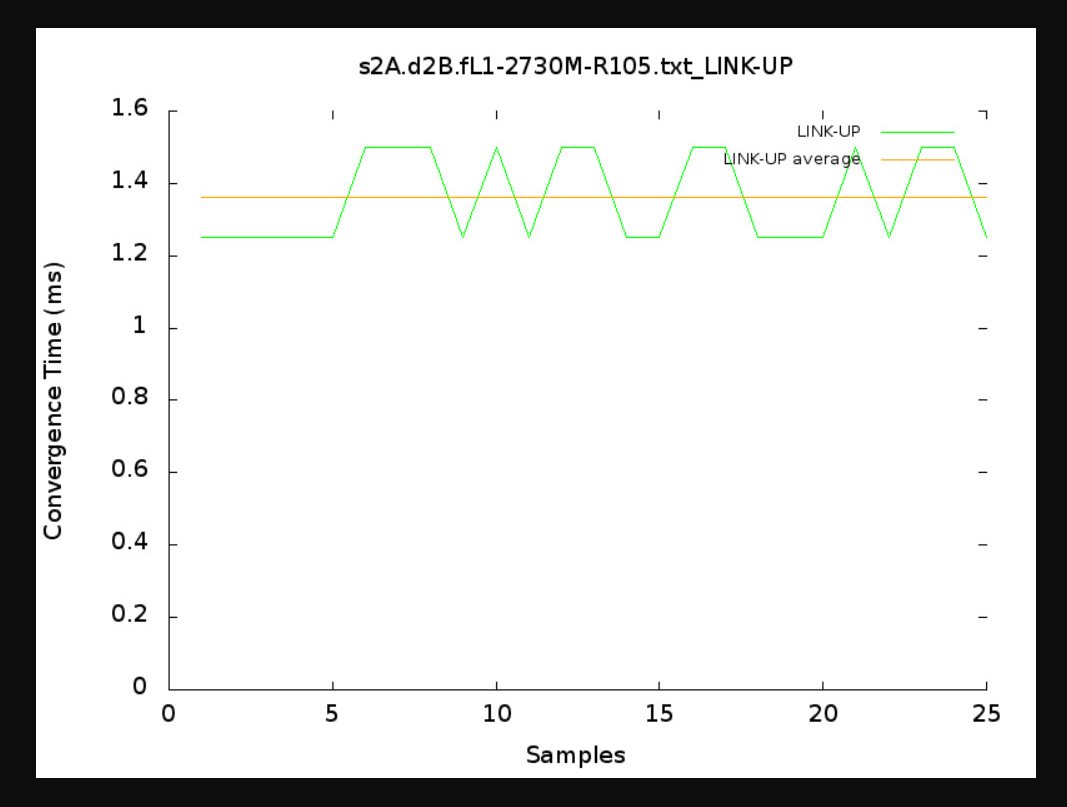 s2A.d2B.fL1-2730M-R105.txt_LINK-UP
1.6
1.4
1.2
1
0.8
0.6
0.4
0.2
0
Convergence Time (ms)
LINK-UP
LINK-UP average
0 5 10 15 20 25
Samples